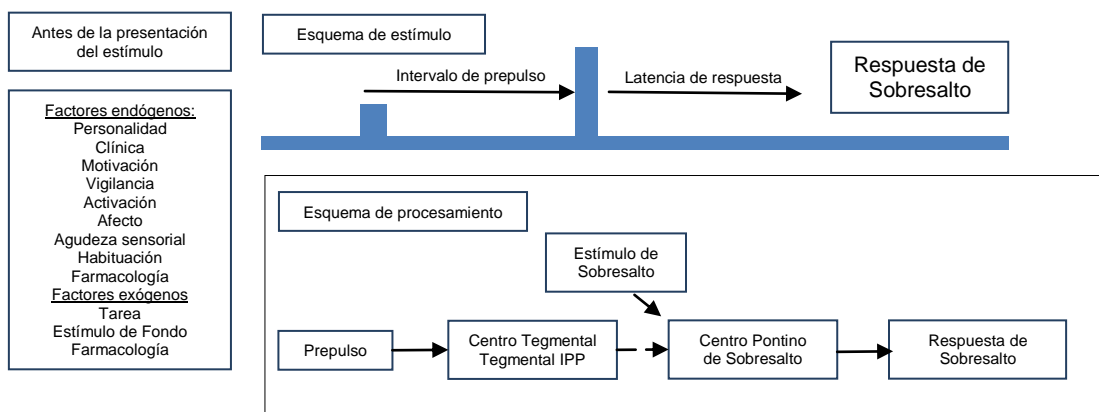 Antes de la presentación
del estímulo
Factores endógenos:
Personalidad
Clínica
Motivación
Vigilancia
Activación
Afecto
Agudeza sensorial
Habituación
Farmacología
Factores exógenos
Tarea
Estímulo de Fondo
Farmacología
Esquema de estímulo
Intervalo de prepulso
Latencia de respuesta
Respuesta de
Sobresalto
Esquema de procesamiento
Estímulo de
Sobresalto
Prepulso
Centro Tegmental
Tegmental IPP
Centro Pontino
de Sobresalto
Respuesta de
Sobresalto